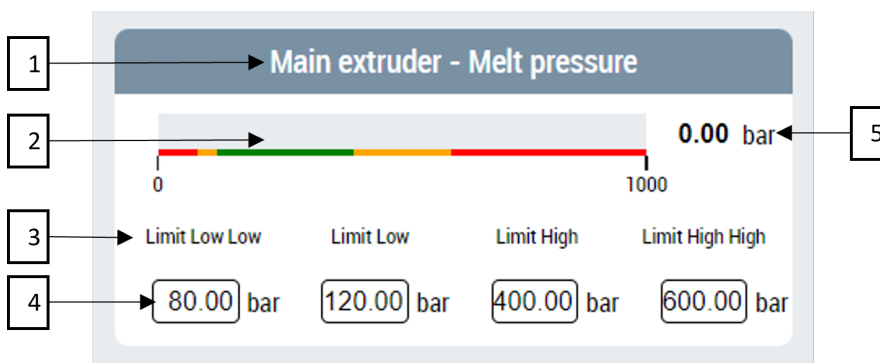 1
Main extruder - Melt pressure
2
0.00 bar
5
0
1000
3
Limit Low Low
Limit Low
Limit High
Limit High High
4
80.00 bar
120.00 bar
400.00 bar
600.00 bar